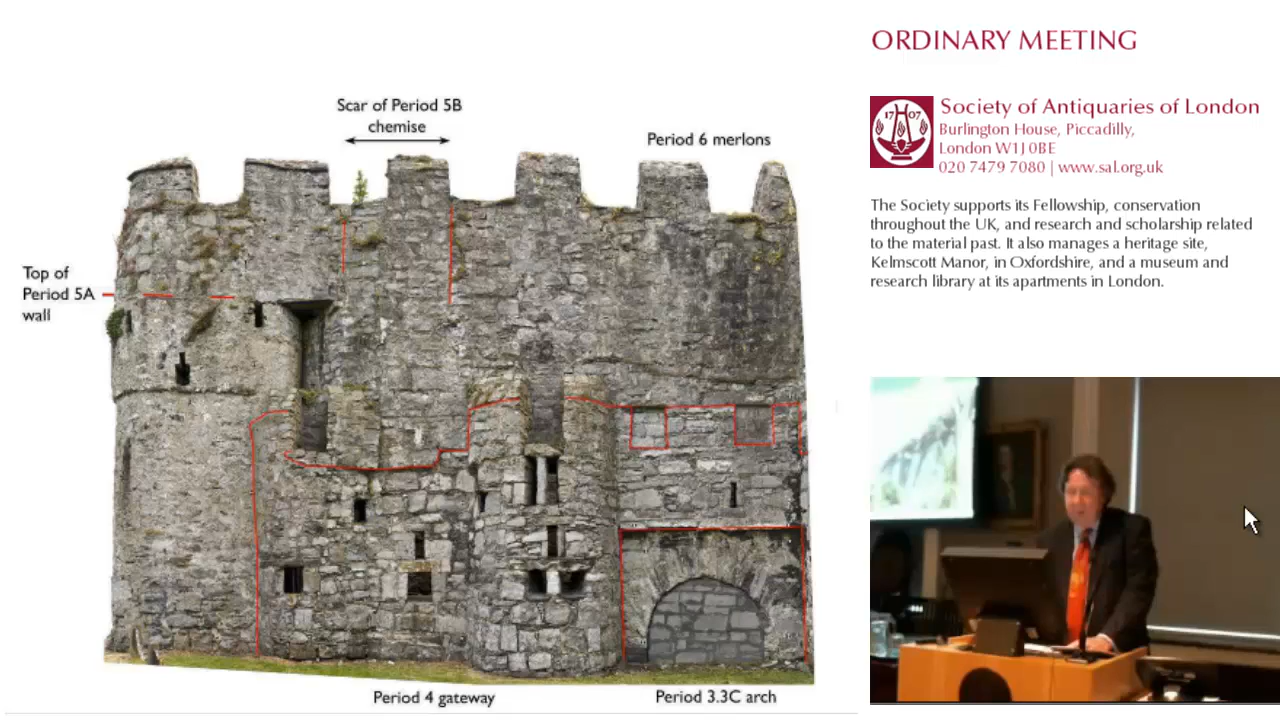 Scar of Period 5B
chemise
Period 6 merlons
Top of
Period 5A
wall
Period 4 gateway
Period 3.3C arch
ORDINARY MEETING
17 07
Society of Antiquaries of London
Burlington House, Piccadilly,
London W1J 0BE
020 7479 7080 | www.sal.org.uk
The Society supports its Fellowship, conservation
throughout the UK, and research and scholarship related
to the material past. It also manages a heritage site,
Kelmscott Manor, in Oxfordshire, and a museum and
research library at its apartments in London.